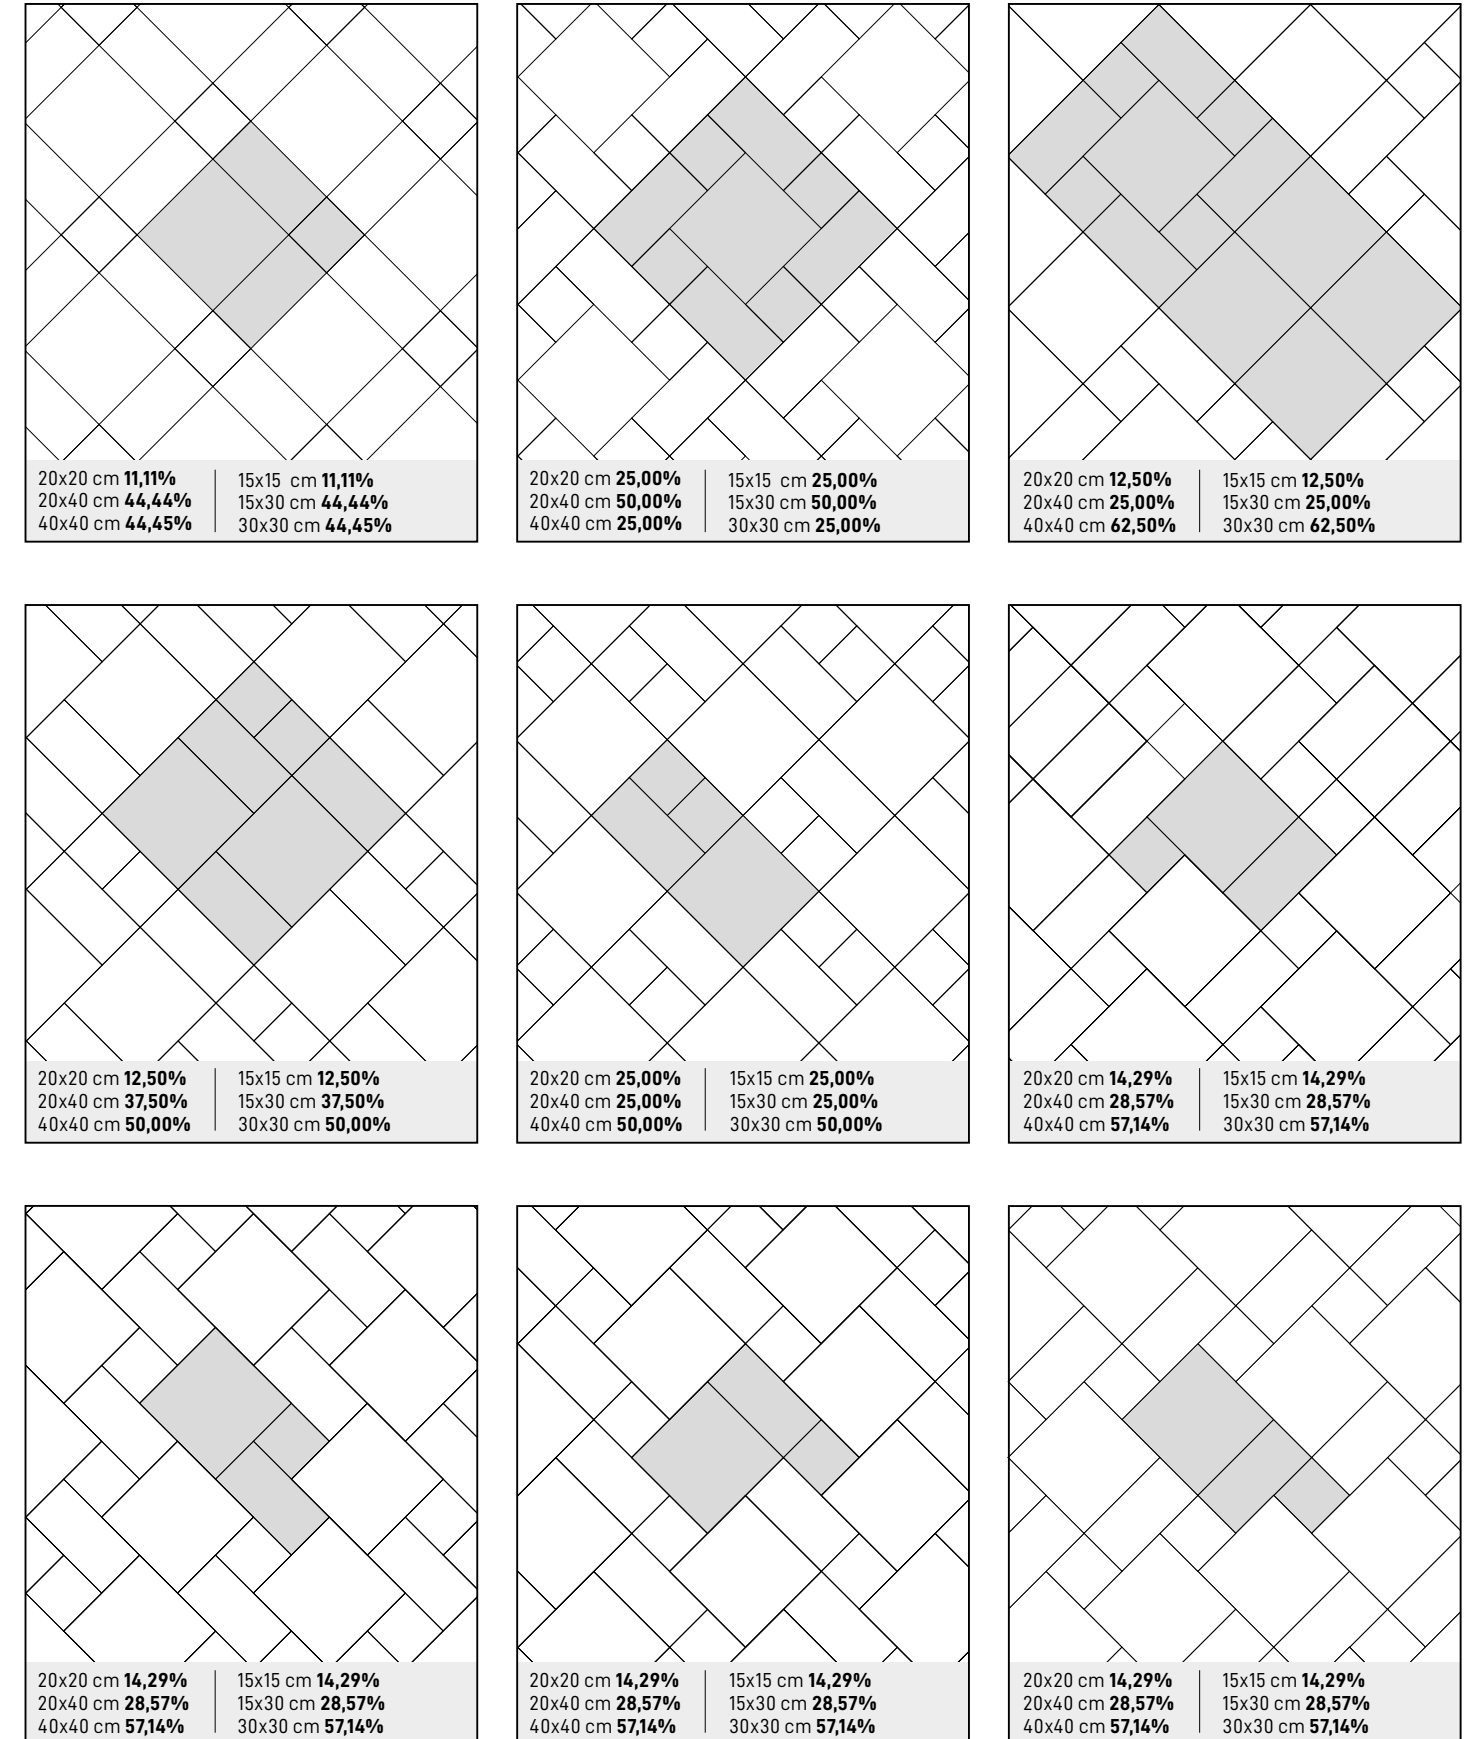 20x20 cm 11,11%
20x40 cm 44,44%
40x40 cm 44,45%
15x15 cm 11,11%
15x30 cm 44,44%
30x30 cm 44,45%
20x20 cm 25,00%
20x40 cm 50,00%
40x40 cm 25,00%
15x15 cm 25,00%
15x30 cm 50,00%
30x30 cm 25,00%
20x20 cm 12,50%
20x40 cm 25,00%
40x40 cm 62,50%
15x15 cm 12,50%
15x30 cm 25,00%
30x30 cm 62,50%
20x20 cm 12,50%
20x40 cm 37,50%
40x40 cm 50,00%
15x15 cm 12,50%
15x30 cm 37,50%
30x30 cm 50,00%
20x20 cm 25,00%
20x40 cm 25,00%
40x40 cm 50,00%
15x15 cm 25,00%
15x30 cm 25,00%
30x30 cm 50,00%
20x20 cm 14,29%
20x40 cm 28,57%
40x40 cm 57,14%
15x15 cm 14,29%
15x30 cm 28,57%
30x30 cm 57,14%
20x20 cm 14,29%
20x40 cm 28,57%
40x40 cm 57,14%
15x15 cm 14,29%
15x30 cm 28,57%
30x30 cm 57,14%
20x20 cm 14,29%
20x40 cm 28,57%
40x40 cm 57,14%
15x15 cm 14,29%
15x30 cm 28,57%
30x30 cm 57,14%
20x20 cm 14,29%
20x40 cm 28,57%
40x40 cm 57,14%
15x15 cm 14,29%
15x30 cm 28,57%
30x30 cm 57,14%